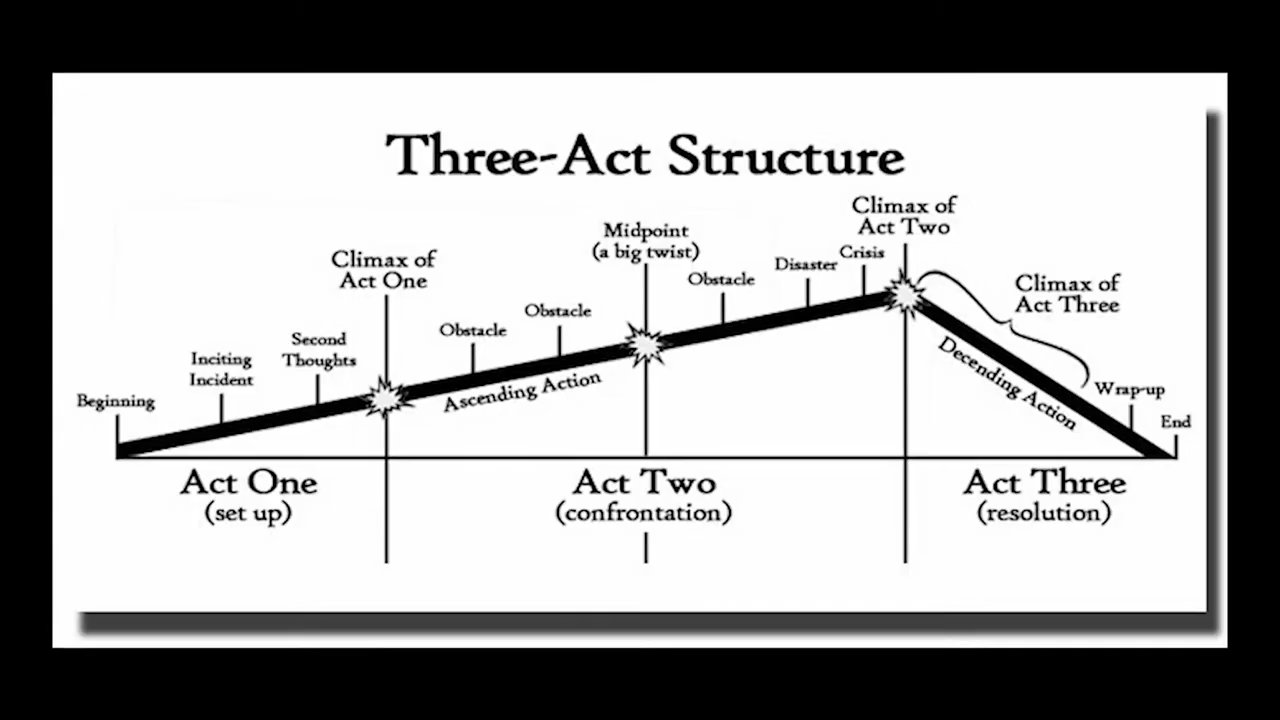 Three-Act Structure
Climax of
Act Two
Midpoint
(a big twist)
Crisis
Climax of
Act One
Disaster
Obstacle
Climax of
Act Three
Obstacle
Obstacle
Second
Thoughts
Inciting
Incident
Ascending Action
Decending Action
Wrap-up
Beginning
End
Act One
(set up)
Act Two
(confrontation)
Act Three
(resolution)